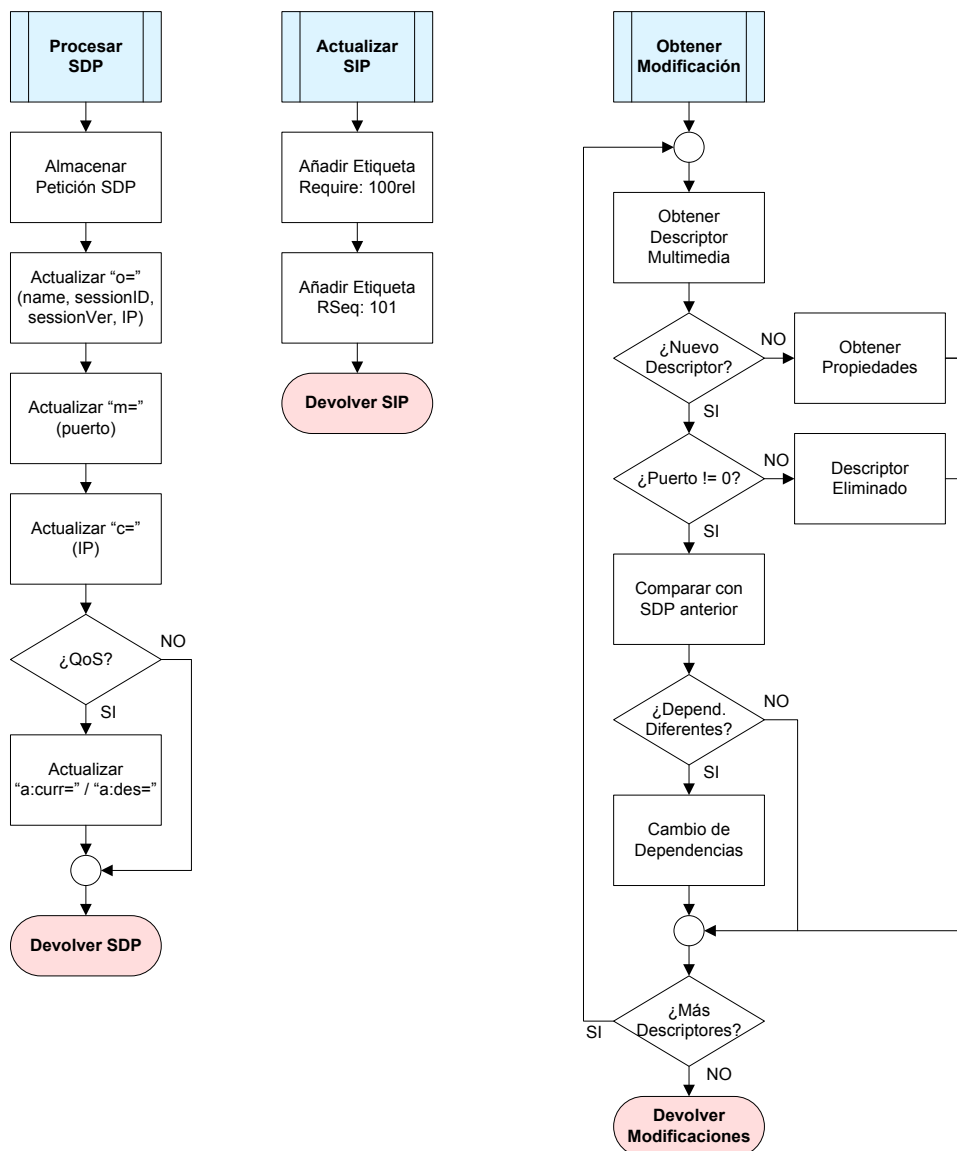 Procesar
SDP
Almacenar
Petición SDP
Actualizar “o=”
(name, sessionID,
sessionVer, IP)
Actualizar “m=”
(puerto)
Actualizar “c=”
(IP)
¿QoS?
NO
SI
Actualizar
“a:curr=” / “a:des=”
Devolver SDP
Actualizar
SIP
Añadir Etiqueta
Require: 100rel
Añadir Etiqueta
RSeq: 101
Devolver SIP
Obtener
Modificación
Obtener
Descriptor
Multimedia
¿Nuevo
Descriptor?
NO
Obtener
Propiedades
SI
¿Puerto != 0?
NO
Descriptor
Eliminado
SI
Comparar con
SDP anterior
¿Depend.
Diferentes?
NO
SI
Cambio de
Dependencias
¿Más
Descriptores?
SI
NO
Devolver
Modificaciones